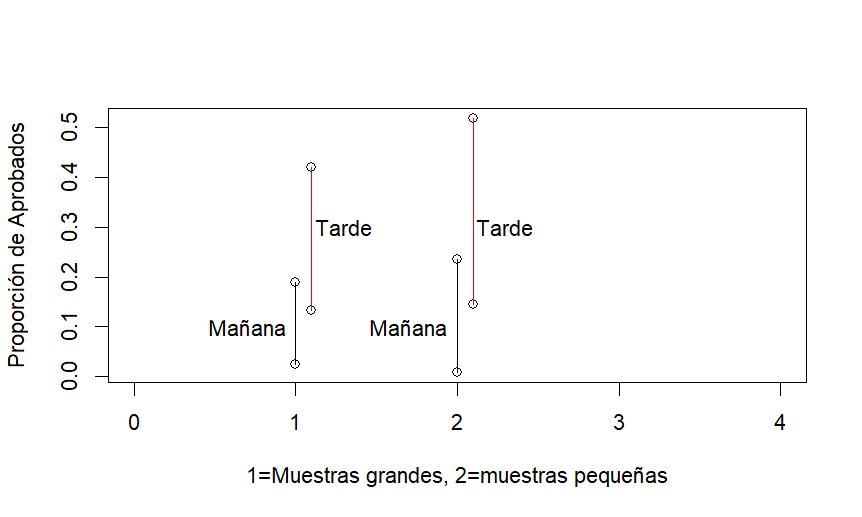 Proporción de Aprobados
0.5
0.4
0.3
0.2
0.1
0.0
Tarde
Tarde
Mañana
Mañana
0 1 2 3 4
1=Muestras grandes, 2=muestras pequeñas